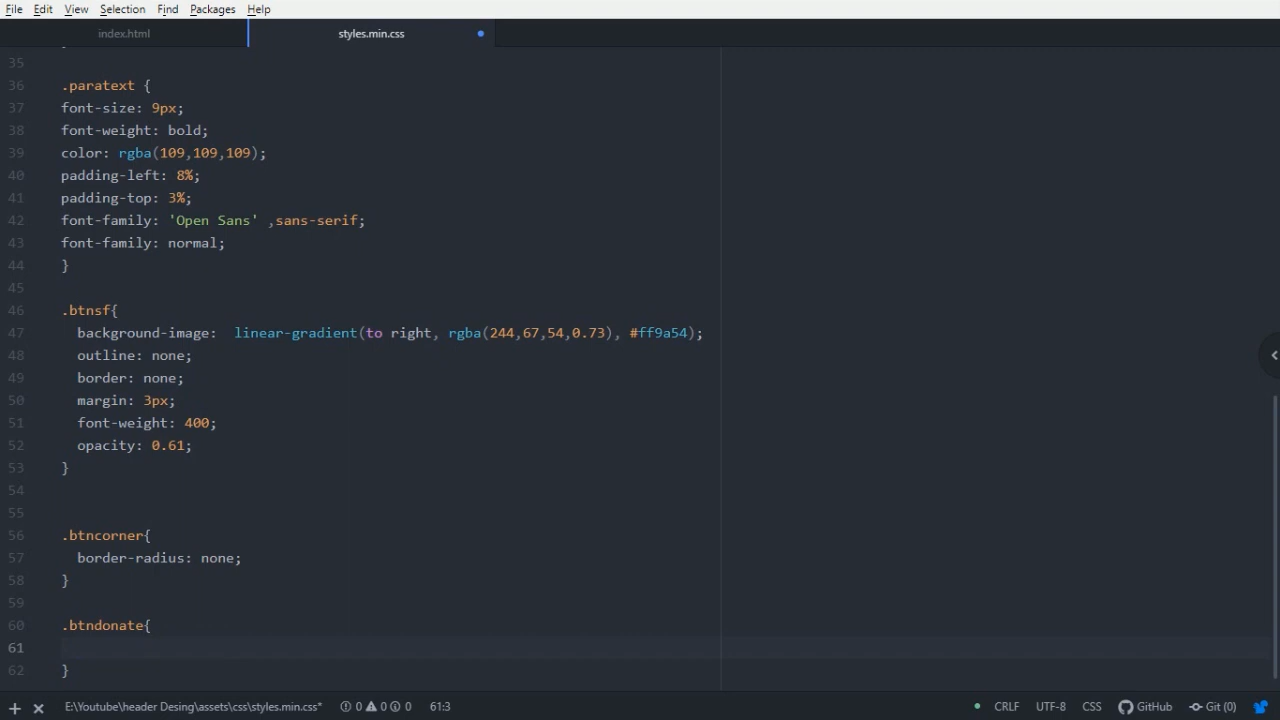 File Edit View Selection Find Packages Help
index.html styles.min.css
35
36 .paratext {
37 font-size: 9px;
38 font-weight: bold;
39 color: rgba(109,109,109);
40 padding-left: 8%;
41 padding-top: 3%;
42 font-family: 'Open Sans' ,sans-serif;
43 font-family: normal;
44 }
45
46 .btnsf{
47 background-image:  linear-gradient(to right, rgba(244,67,54,0.73), #ff9a54);
48 outline: none;
49 border: none;
50 margin: 3px;
51 font-weight: 400;
52 opacity: 0.61;
53 }
54
55
56 .btncorner{
57 border-radius: none;
58 }
59
60 .btndonate{
61
62 }
E:\Youtube\header Desing\assets\css\styles.min.css* 0 0 0 61:3 CRLF UTF-8 CSS GitHub Git (0)